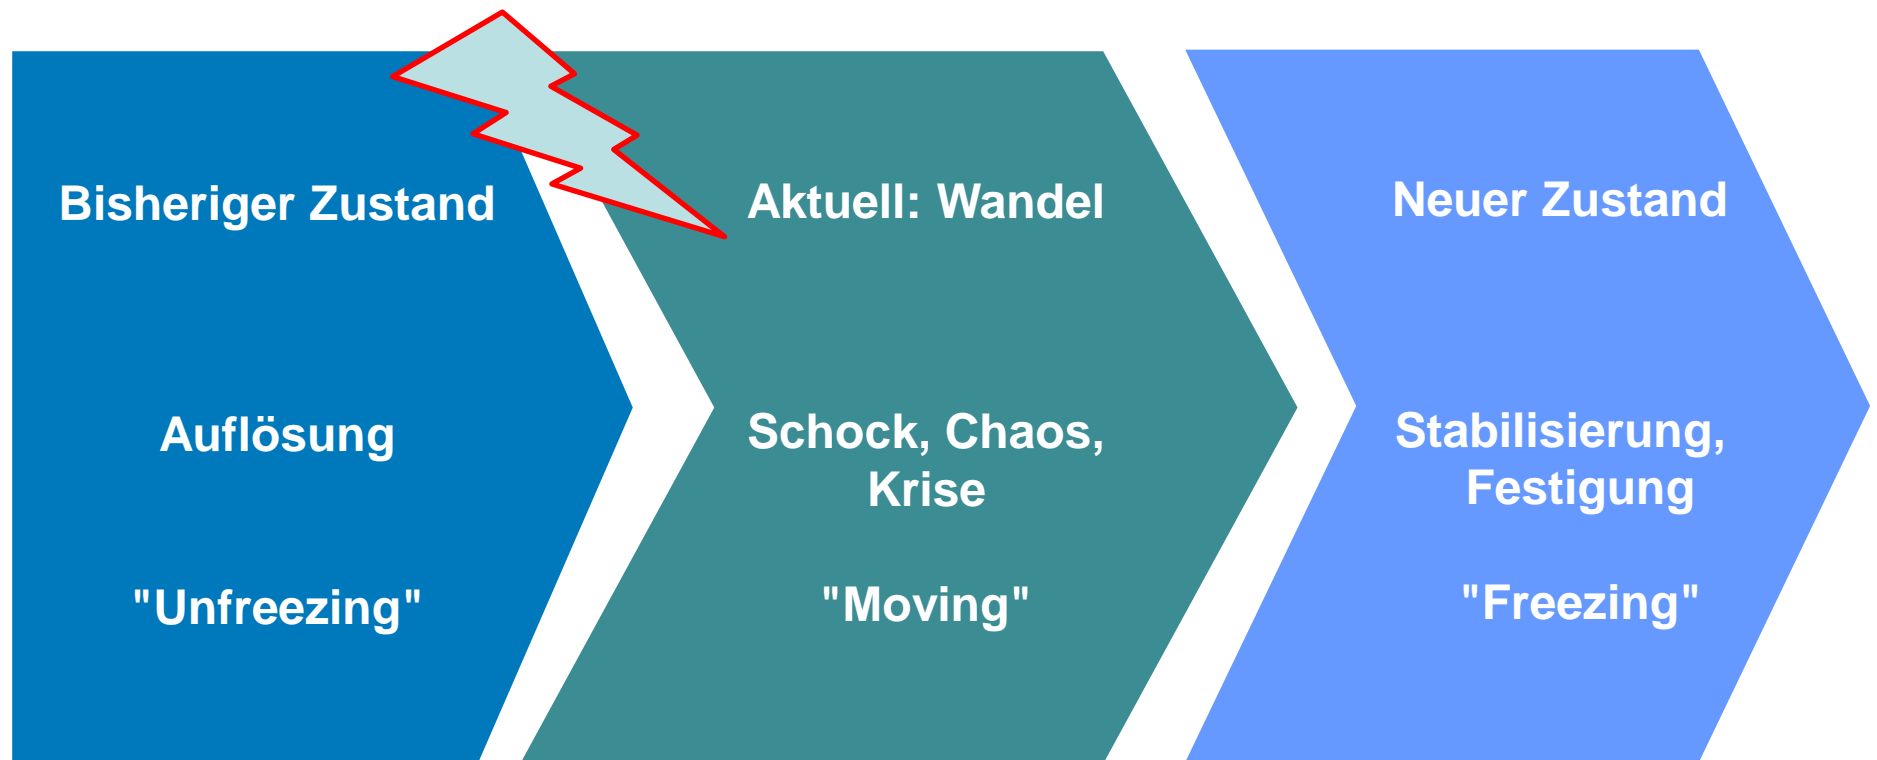 Bisheriger Zustand
Auflösung
"Unfreezing"
Aktuell: Wandel
Schock, Chaos,
Krise
"Moving"
Neuer Zustand
Stabilisierung,
Festigung
"Freezing"